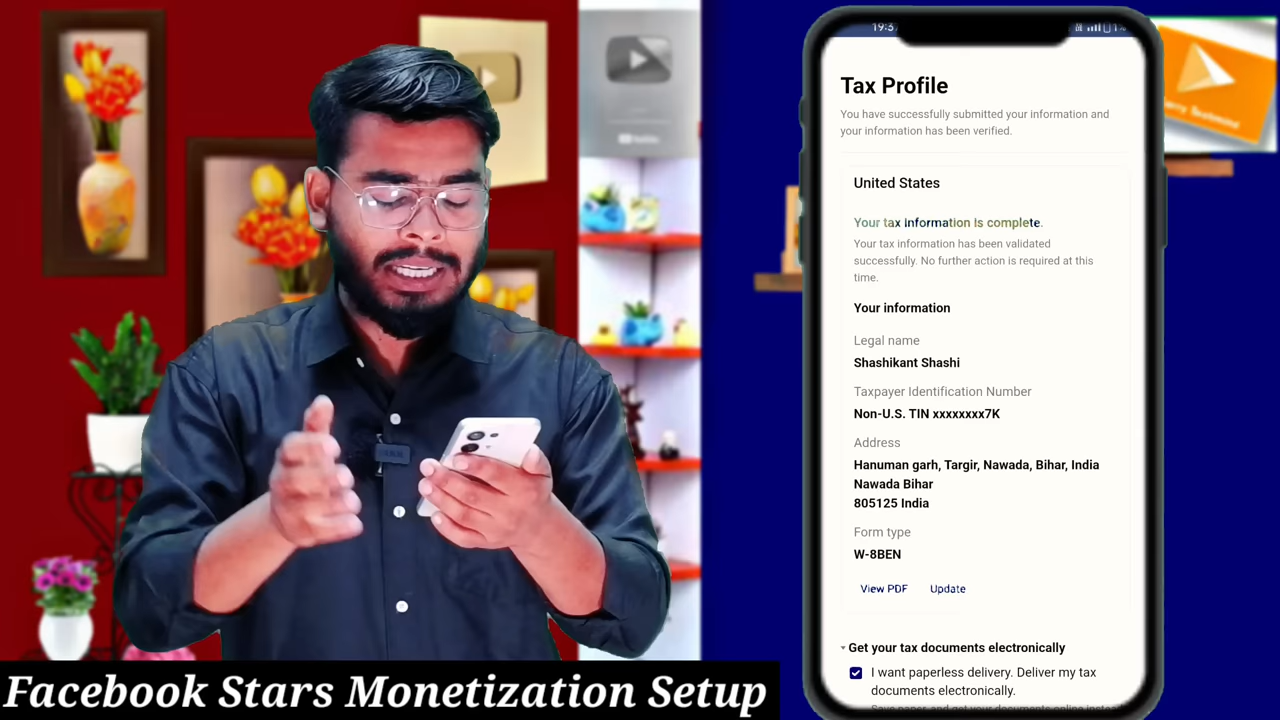 19:3
1%
Tax Profile
You have successfully submitted your information and
your information has been verified.
United States
Your tax information is complete.
Your tax information has been validated
successfully. No further action is required at this
time.
Your information
Legal name
Shashikant Shashi
Taxpayer Identification Number
Non-U.S. TIN xxxxxxxx7K
Address
Hanuman garh, Targir, Nawada, Bihar, India
Nawada Bihar
805125 India
Form type
W-8BEN
View PDF Update
Get your tax documents electronically
I want paperless delivery. Deliver my tax
documents electronically.
Facebook Stars Monetization Setup